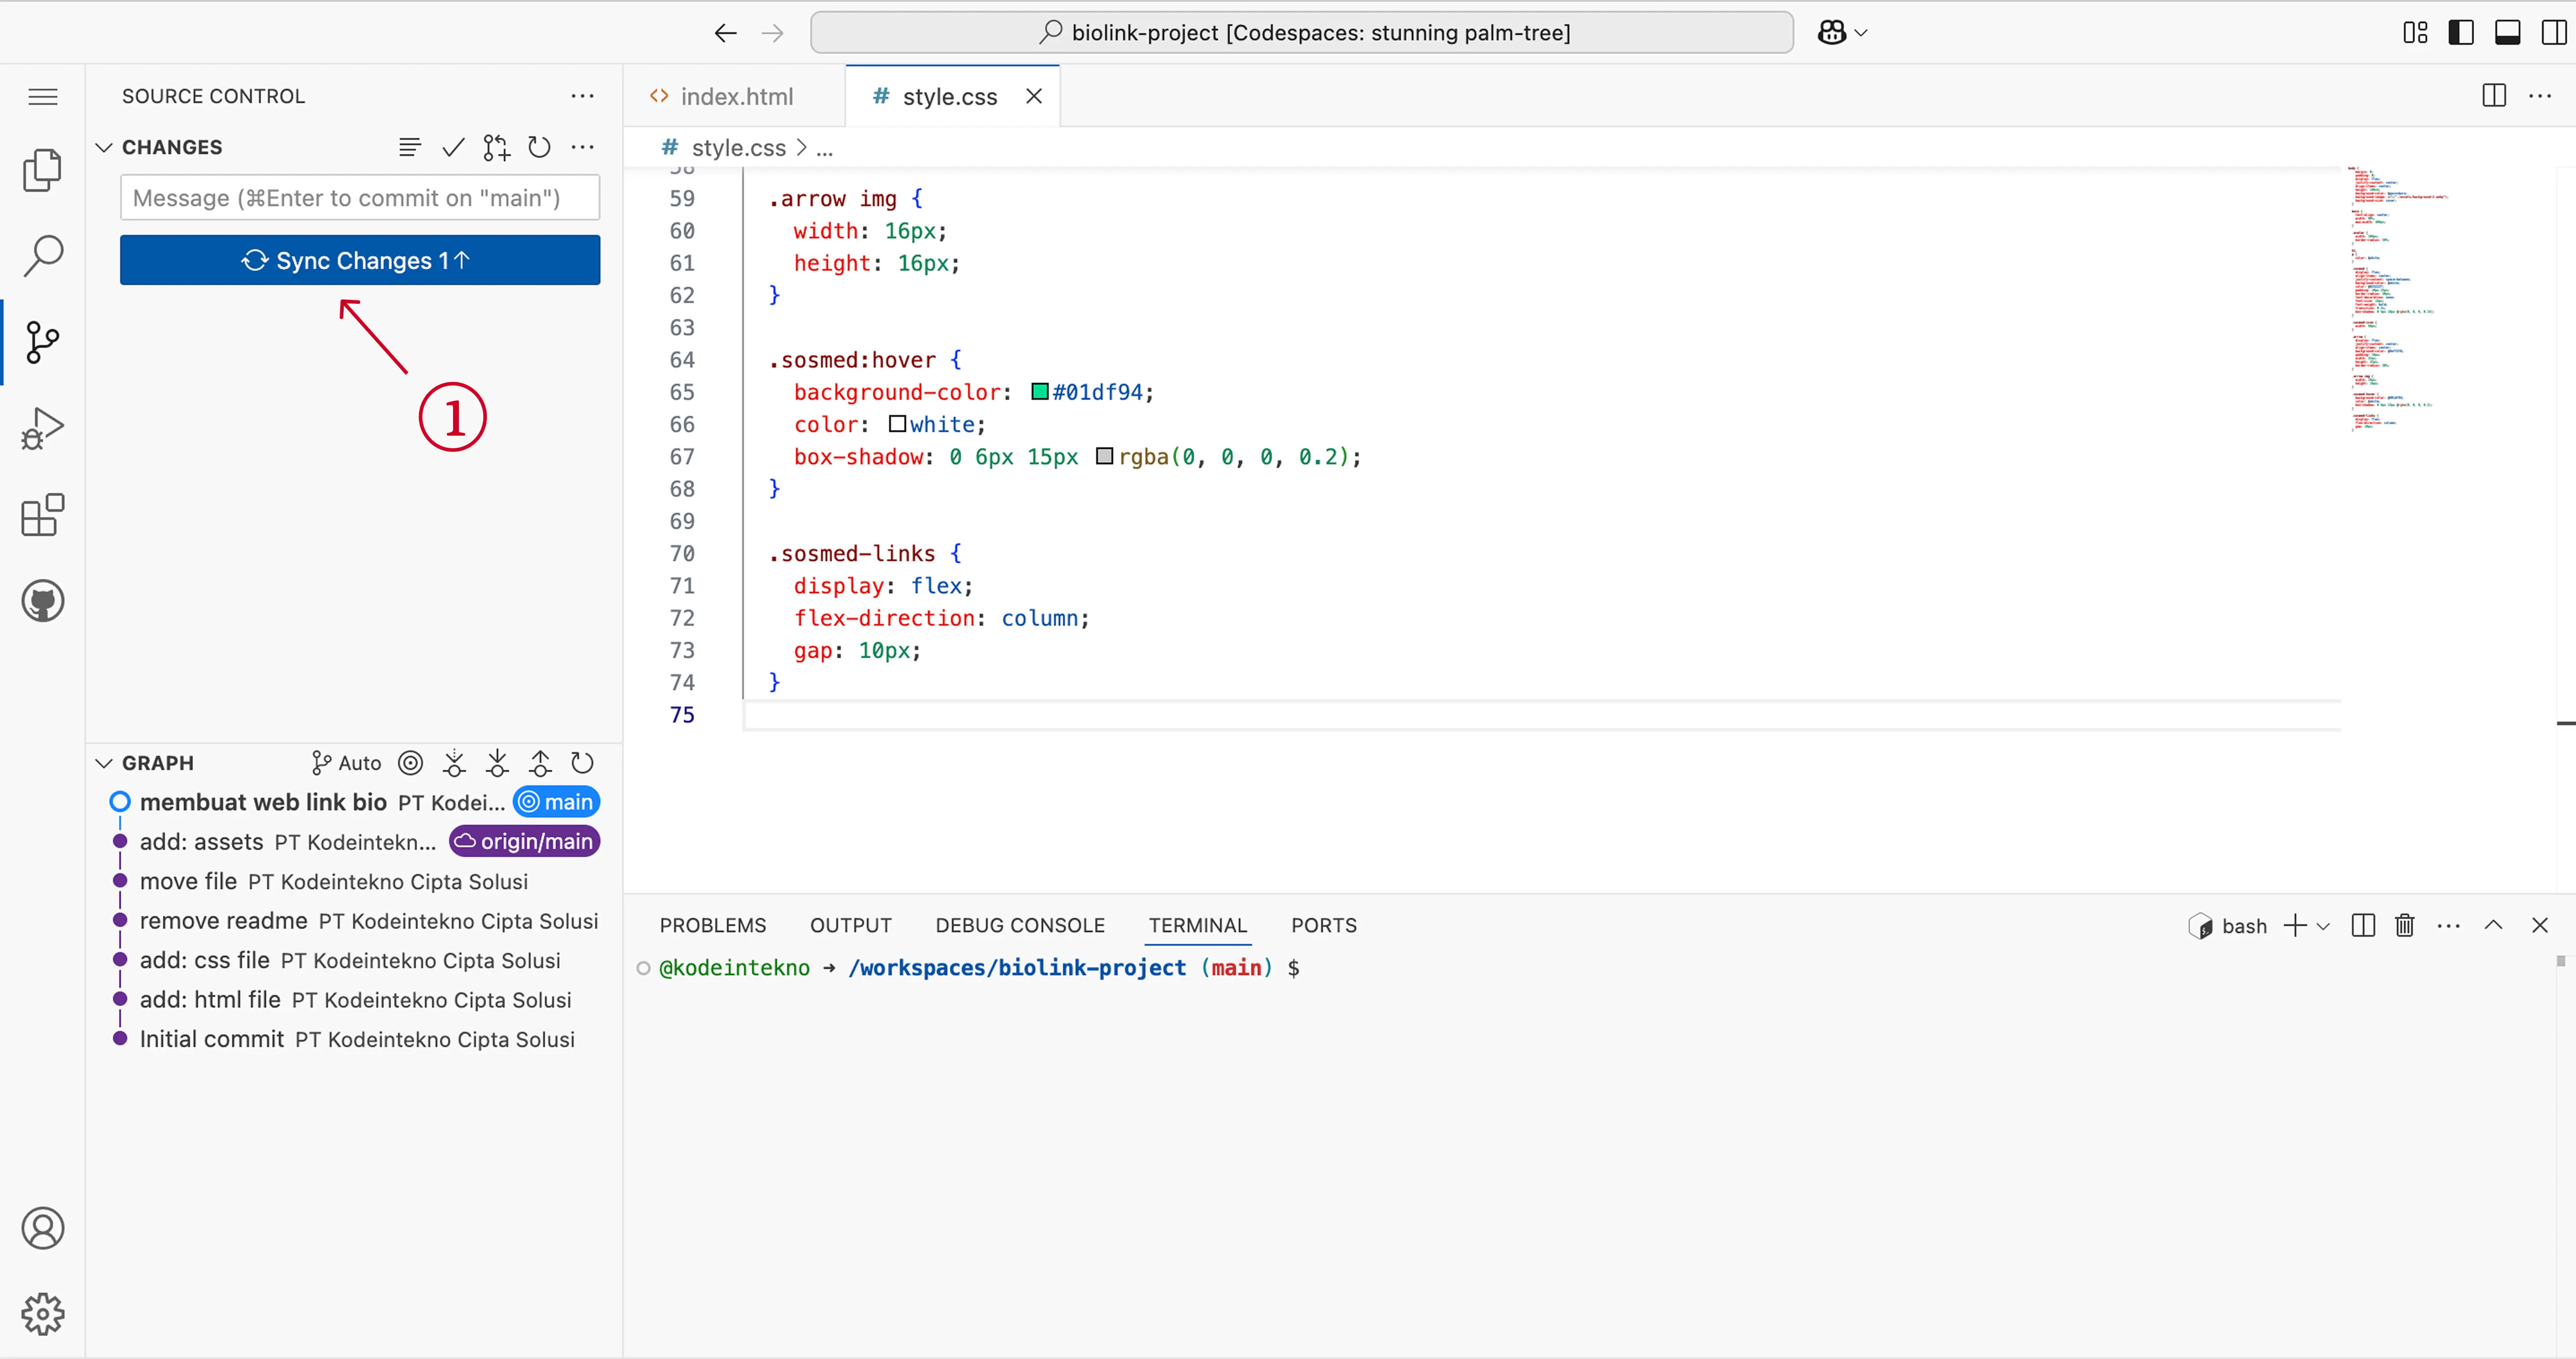 biolink-project [Codespaces: stunning palm-tree]
SOURCE CONTROL
CHANGES
Message (⌘Enter to commit on "main")
Sync Changes 1↑
1
index.html
# style.css
# style.css > ...
58
59 .arrow img {
60 width: 16px;
61 height: 16px;
62 }
63
64 .sosmed:hover {
65 background-color: #01df94;
66 color: white;
67 box-shadow: 0 6px 15px rgba(0, 0, 0, 0.2);
68 }
69
70 .sosmed-links {
71 display: flex;
72 flex-direction: column;
73 gap: 10px;
74 }
75
GRAPH Auto
membuat web link bio PT Kodei... main
add: assets PT Kodeintekn... origin/main
move file PT Kodeintekno Cipta Solusi
remove readme PT Kodeintekno Cipta Solusi
add: css file PT Kodeintekno Cipta Solusi
add: html file PT Kodeintekno Cipta Solusi
Initial commit PT Kodeintekno Cipta Solusi
PROBLEMS OUTPUT DEBUG CONSOLE TERMINAL PORTS
bash
@kodeintekno → /workspaces/biolink-project (main) $